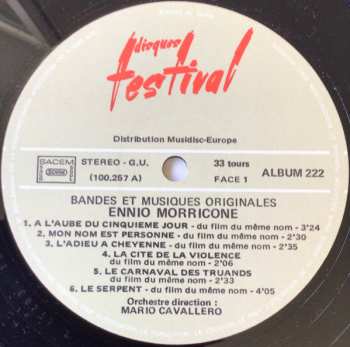 disques
festival
Distribution Musidisc-Europe
SACEM
STEREO - G.U.
(100.257 A)
33 tours
FACE 1
ALBUM 222
BANDES ET MUSIQUES ORIGINALES
ENNIO MORRICONE
1. A L'AUBE DU CINQUIEME JOUR - du film du même nom - 3'24
2. MON NOM EST PERSONNE - du film du même nom - 2'30
3. L'ADIEU A CHEYENNE - du film du même nom - 2'35
4. LA CITE DE LA VIOLENCE
du film du même nom - 2'06
5. LE CARNAVAL DES TRUANDS
du film du même nom - 2'33
6. LE SERPENT - du film du même nom - 4'05
Orchestre direction :
MARIO CAVALLERO